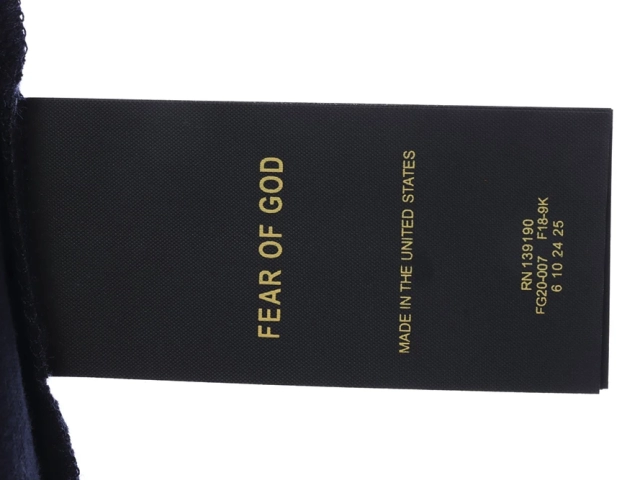 FEAR OF GOD
MADE IN THE UNITED STATES
RN 139190
FG20-007 F18-9K
6 10 24 25